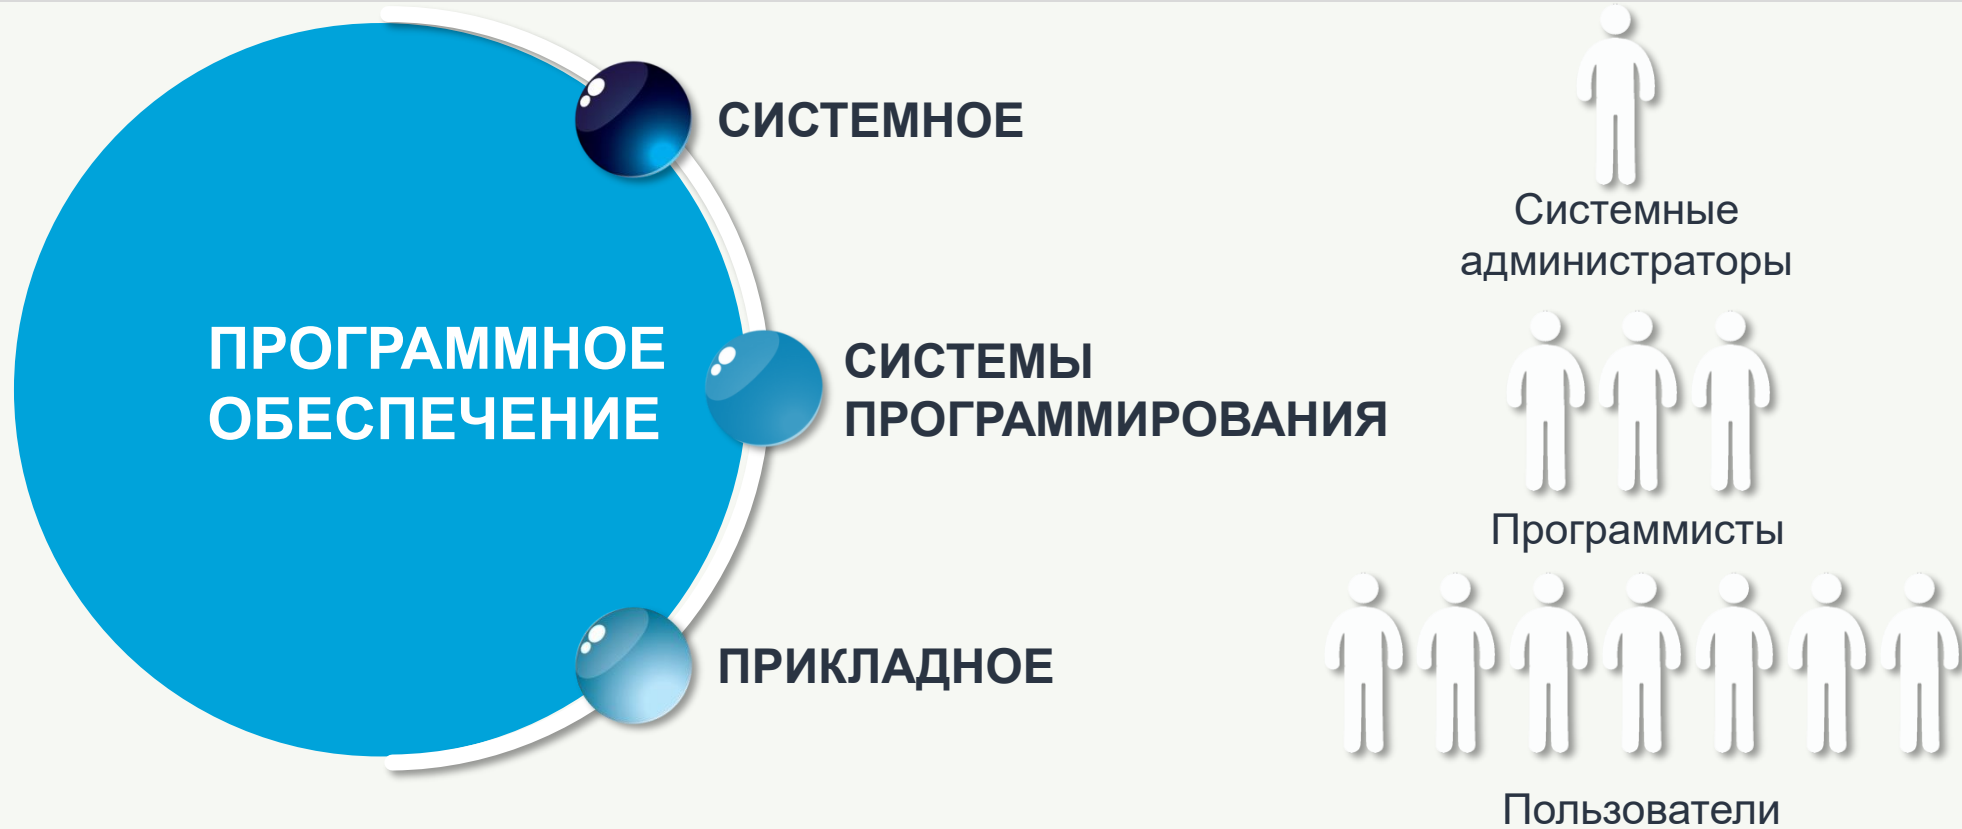 ПРОГРАММНОЕ
ОБЕСПЕЧЕНИЕ
СИСТЕМНОЕ
СИСТЕМЫ
ПРОГРАММИРОВАНИЯ
ПРИКЛАДНОЕ
Системные
администраторы
Программисты
Пользователи